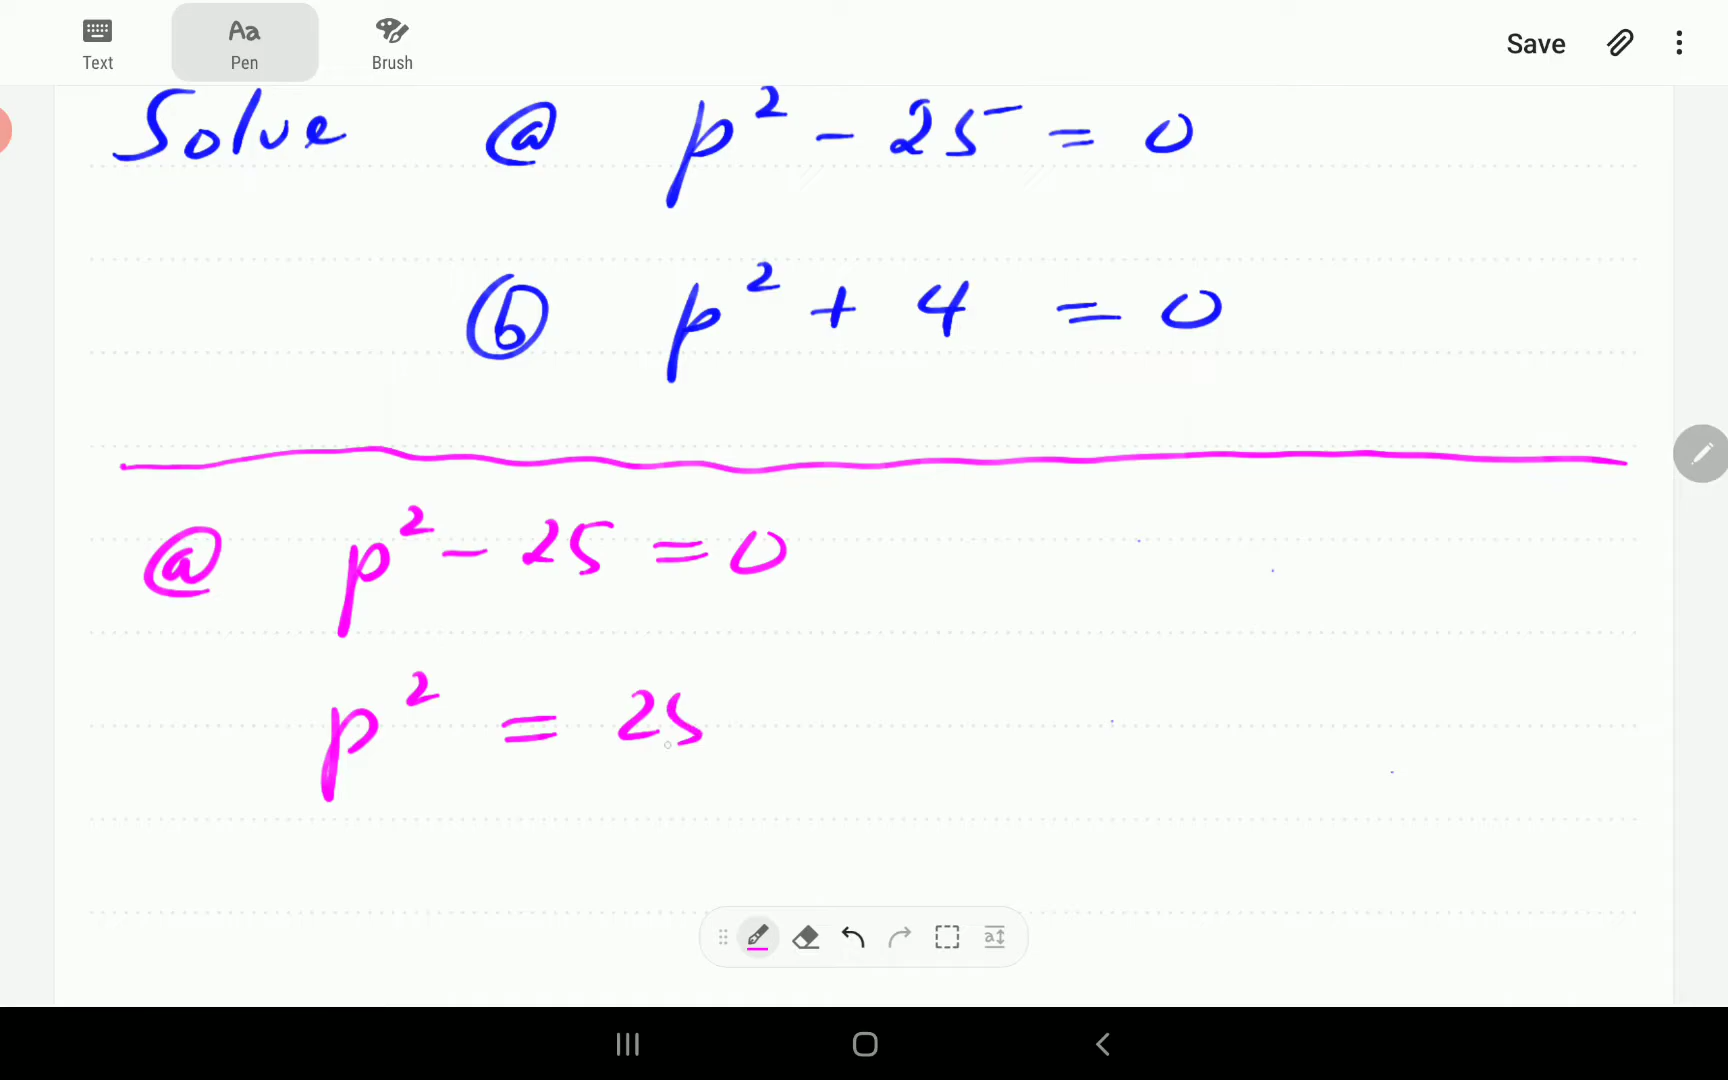 Text Pen Brush Save
Solve ⓐ p² - 25 = 0
ⓑ p² + 4 = 0
ⓐ p² - 25 = 0
p² = 25